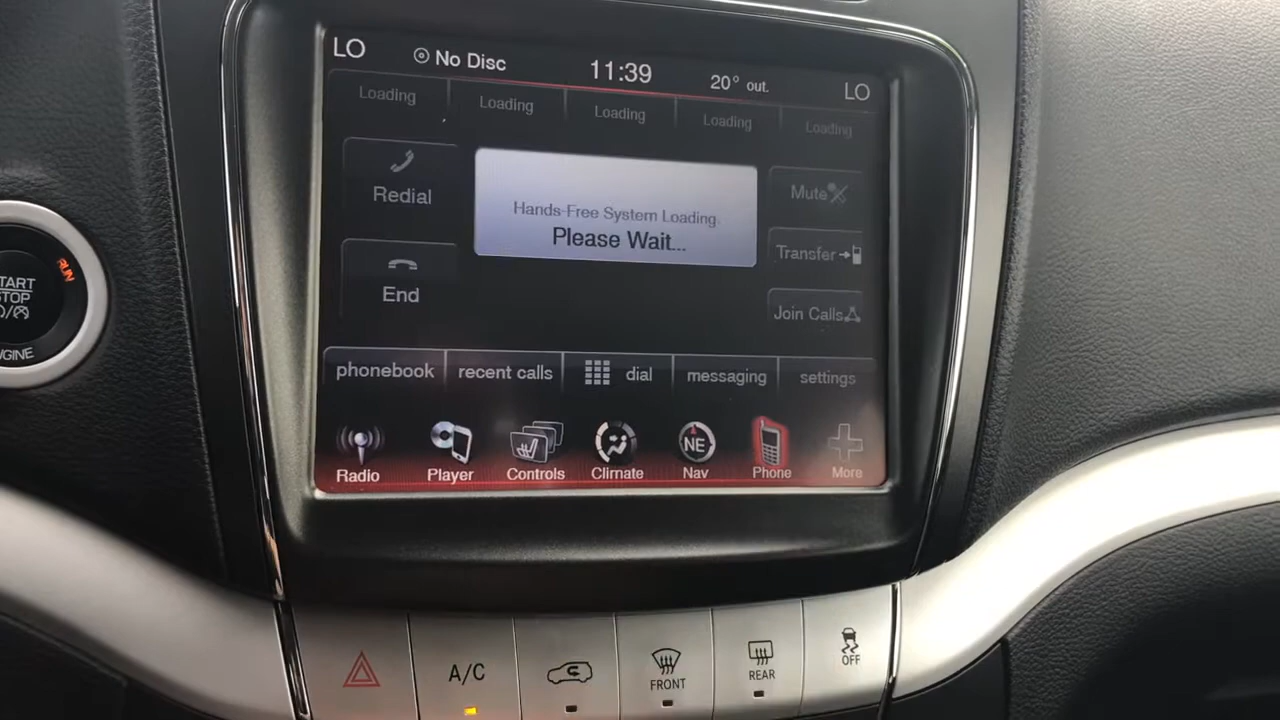 LO
No Disc
11:39
20° out.
LO
Loading
Loading
Loading
Loading
Loading
Redial
Hands-Free System Loading.
Please Wait...
Mute
Transfer
End
Join Calls
phonebook
recent calls
dial
messaging
settings
NE
Radio
Player
Controls
Climate
Nav
Phone
More
RUN
START
STOP
ENGINE
A/C
FRONT
REAR
OFF